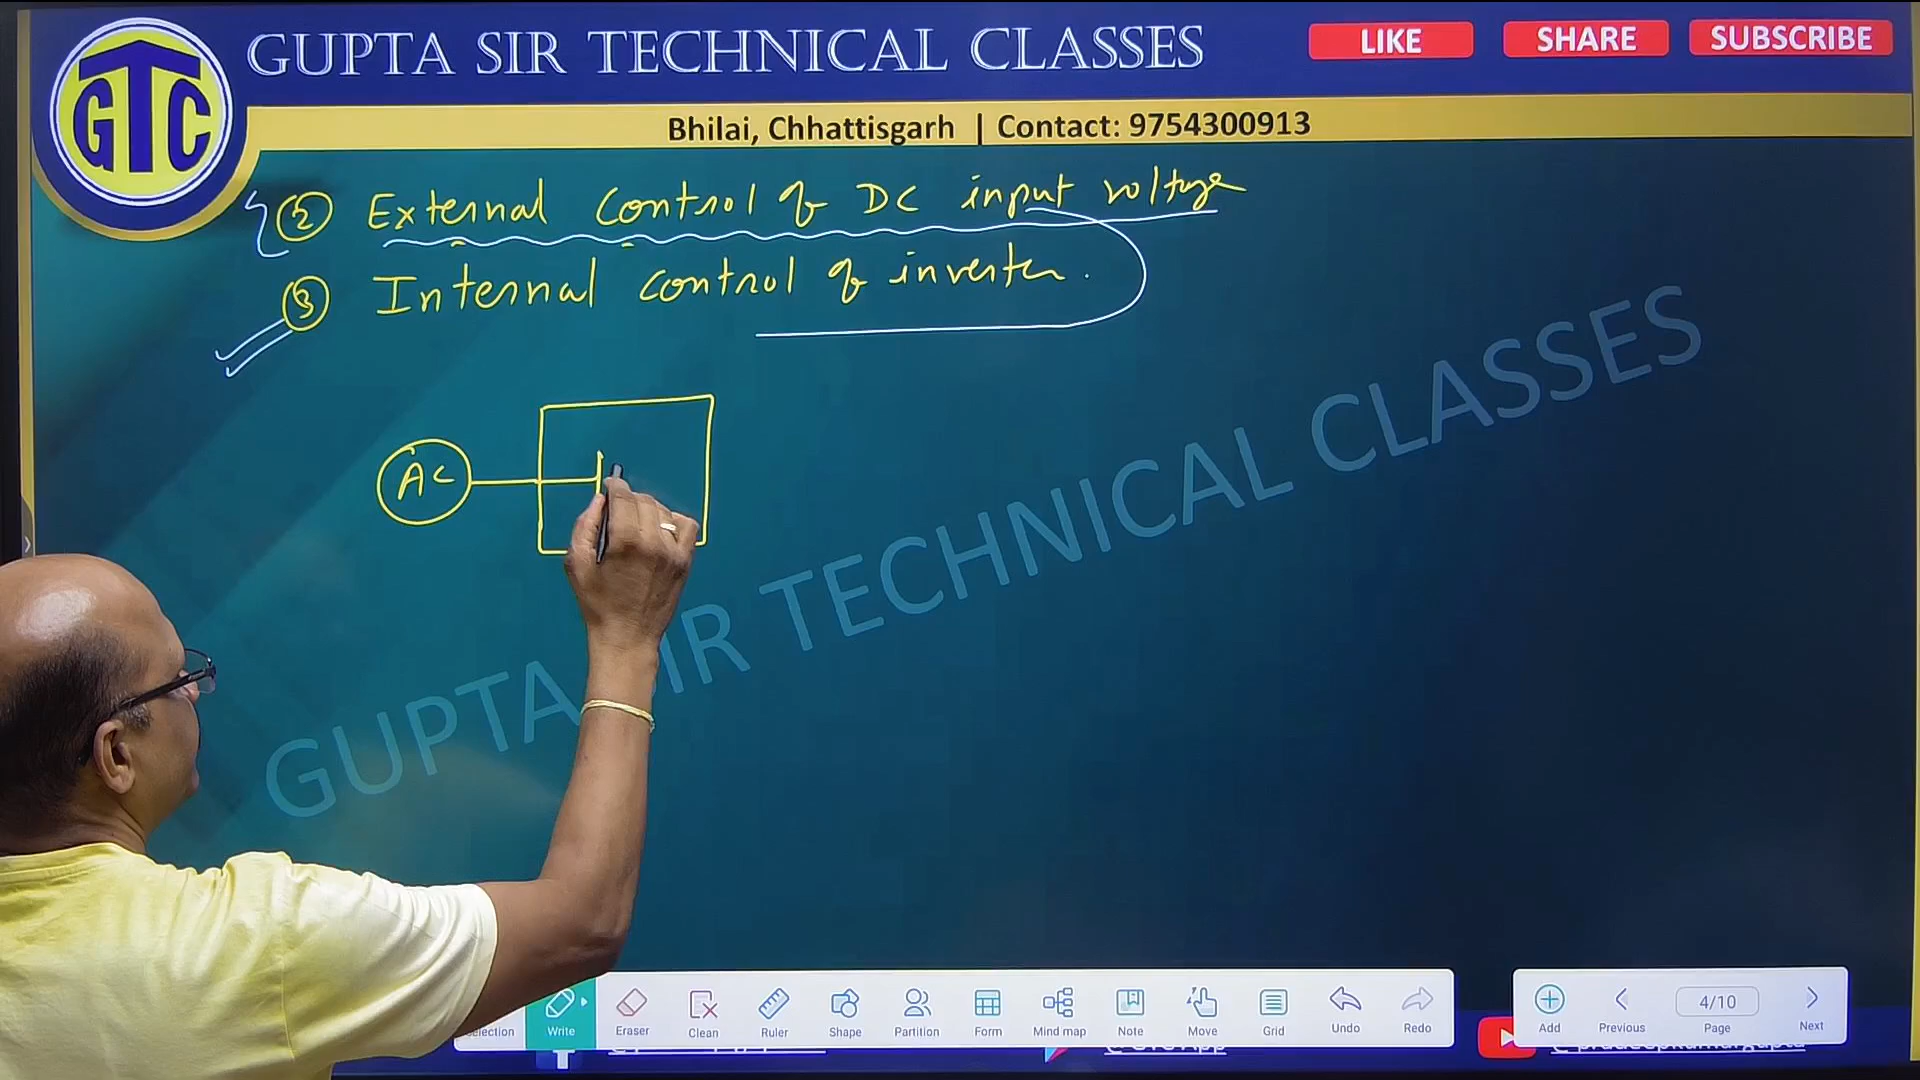 GTC
GUPTA SIR TECHNICAL CLASSES
LIKE
SHARE
SUBSCRIBE
Bhilai, Chhattisgarh | Contact: 9754300913
② External control of DC input voltage
③ Internal control of inverter.
AC
GUPTA SIR TECHNICAL CLASSES
Write
Eraser
Clean
Ruler
Shape
Partition
Form
Mind map
Note
Move
Grid
Undo
Redo
Add
Previous
4/10
Page
Next